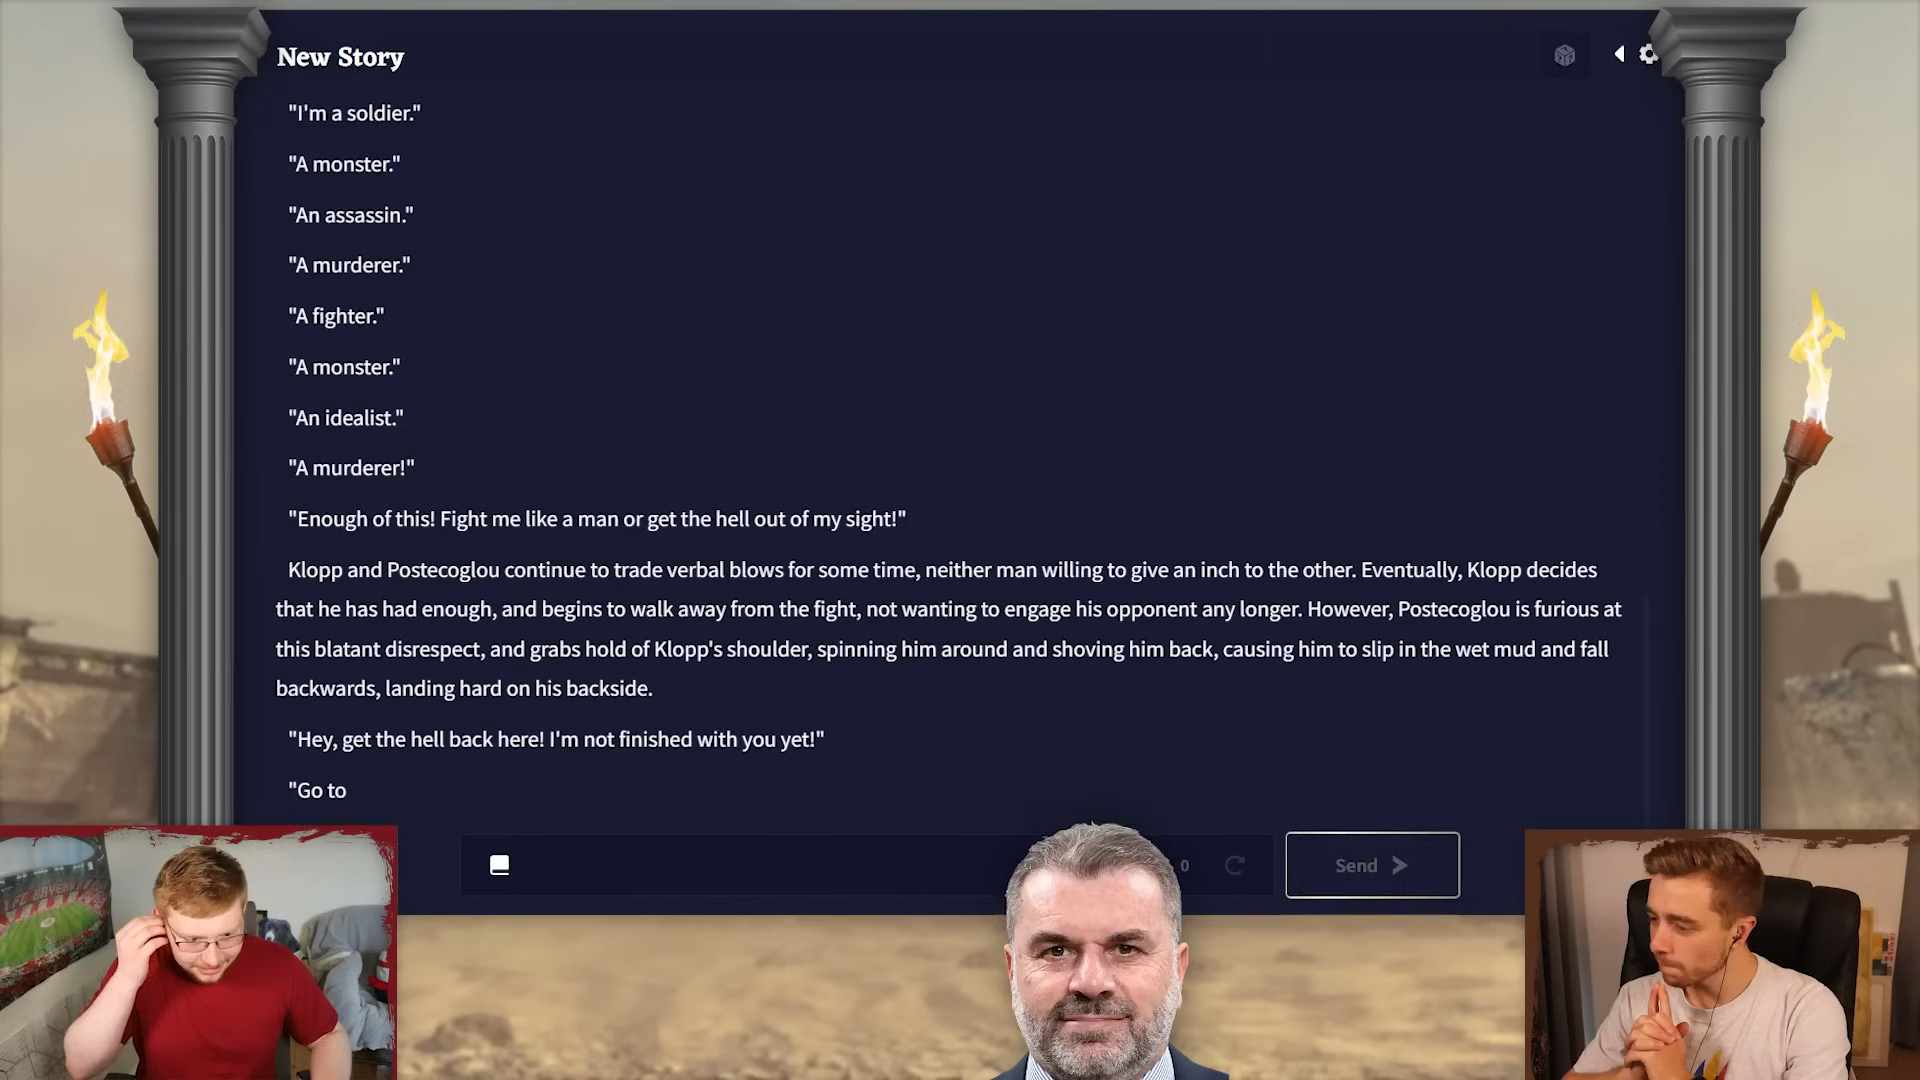 New Story
"I'm a soldier."
"A monster."
"An assassin."
"A murderer."
"A fighter."
"A monster."
"An idealist."
"A murderer!"
"Enough of this! Fight me like a man or get the hell out of my sight!"
Klopp and Postecoglou continue to trade verbal blows for some time, neither man willing to give an inch to the other. Eventually, Klopp decides
that he has had enough, and begins to walk away from the fight, not wanting to engage his opponent any longer. However, Postecoglou is furious at
this blatant disrespect, and grabs hold of Klopp's shoulder, spinning him around and shoving him back, causing him to slip in the wet mud and fall
backwards, landing hard on his backside.
"Hey, get the hell back here! I'm not finished with you yet!"
"Go to
0
Send